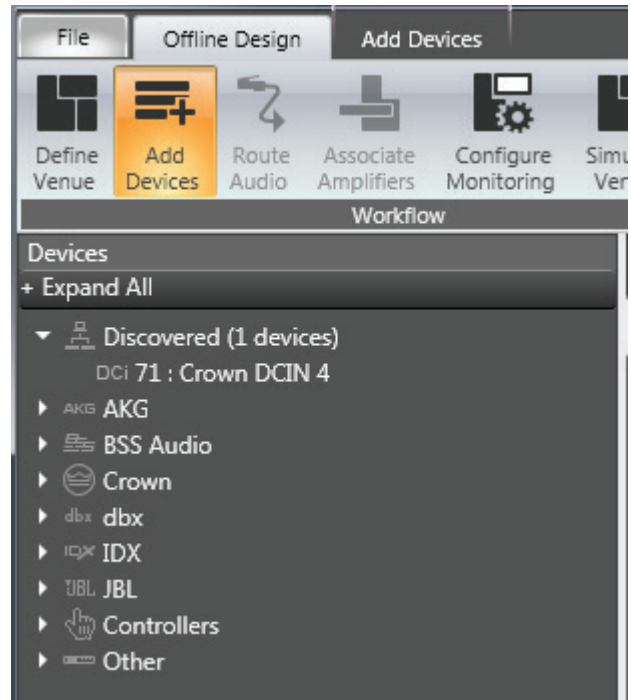 File Offline Design Add Devices
Define Venue Add Devices Route Audio Associate Amplifiers Configure Monitoring
Workflow
Devices
+ Expand All
Discovered (1 devices)
DCi 71 : Crown DCIN 4
AKG AKG
BSS Audio
Crown
dbx dbx
IDX IDX
JBL JBL
Controllers
Other